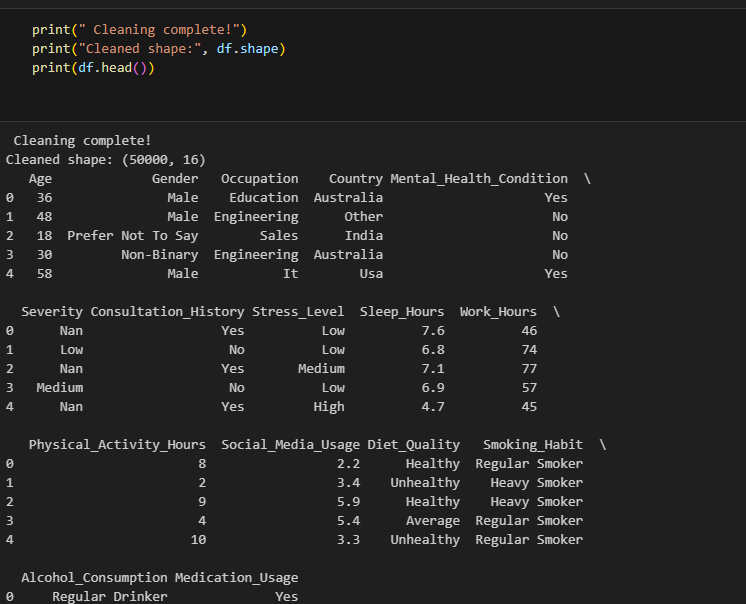 print(" Cleaning complete!")
print("Cleaned shape:", df.shape)
print(df.head())
 Cleaning complete!
Cleaned shape: (50000, 16)
   Age             Gender   Occupation    Country Mental_Health_Condition  \
0   36               Male    Education  Australia                     Yes
1   48               Male  Engineering      Other                      No
2   18  Prefer Not To Say        Sales      India                      No
3   30         Non-Binary  Engineering  Australia                      No
4   58               Male           It        Usa                     Yes
  Severity Consultation_History Stress_Level  Sleep_Hours  Work_Hours  \
0      Nan                  Yes          Low          7.6          46
1      Low                   No          Low          6.8          74
2      Nan                  Yes       Medium          7.1          77
3   Medium                   No          Low          6.9          57
4      Nan                  Yes         High          4.7          45
   Physical_Activity_Hours  Social_Media_Usage Diet_Quality   Smoking_Habit  \
0                        8                 2.2      Healthy  Regular Smoker
1                        2                 3.4    Unhealthy    Heavy Smoker
2                        9                 5.9      Healthy    Heavy Smoker
3                        4                 5.4      Average  Regular Smoker
4                       10                 3.3    Unhealthy  Regular Smoker
  Alcohol_Consumption Medication_Usage
0     Regular Drinker              Yes